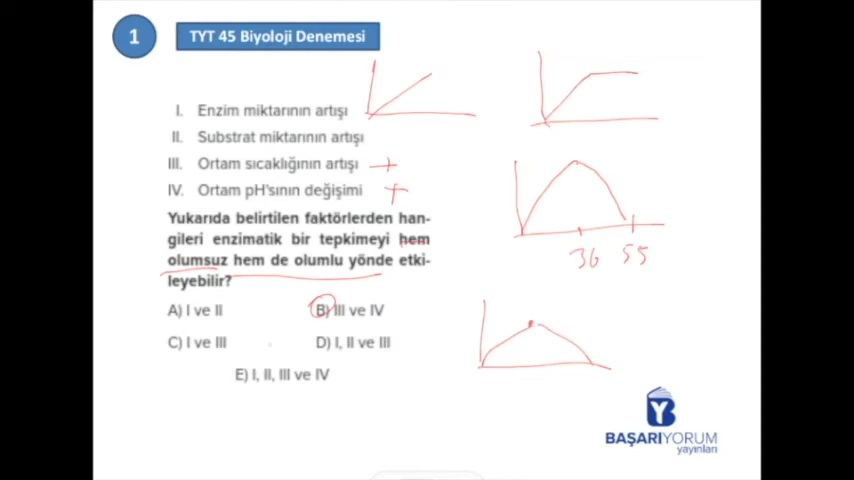 1
TYT 45 Biyoloji Denemesi
I. Enzim miktarının artışı
II. Substrat miktarının artışı
III. Ortam sıcaklığının artışı +
IV. Ortam pH'sının değişimi +
Yukarıda belirtilen faktörlerden han-
gileri enzimatik bir tepkimeyi hem
olumsuz hem de olumlu yönde etki-
leyebilir?
A) I ve II
B) III ve IV
C) I ve III
D) I, II ve III
E) I, II, III ve IV
36 55
BAŞARIYORUM
yayınları